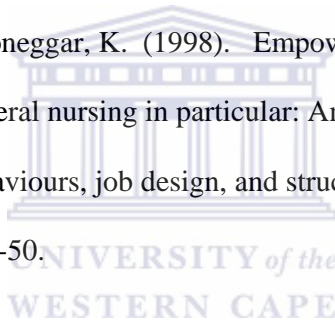 oneggar, K. (1998). Empow
eral nursing in particular: An
aviours, job design, and struc
-50.
UNIVERSITY of the
WESTERN CAPE